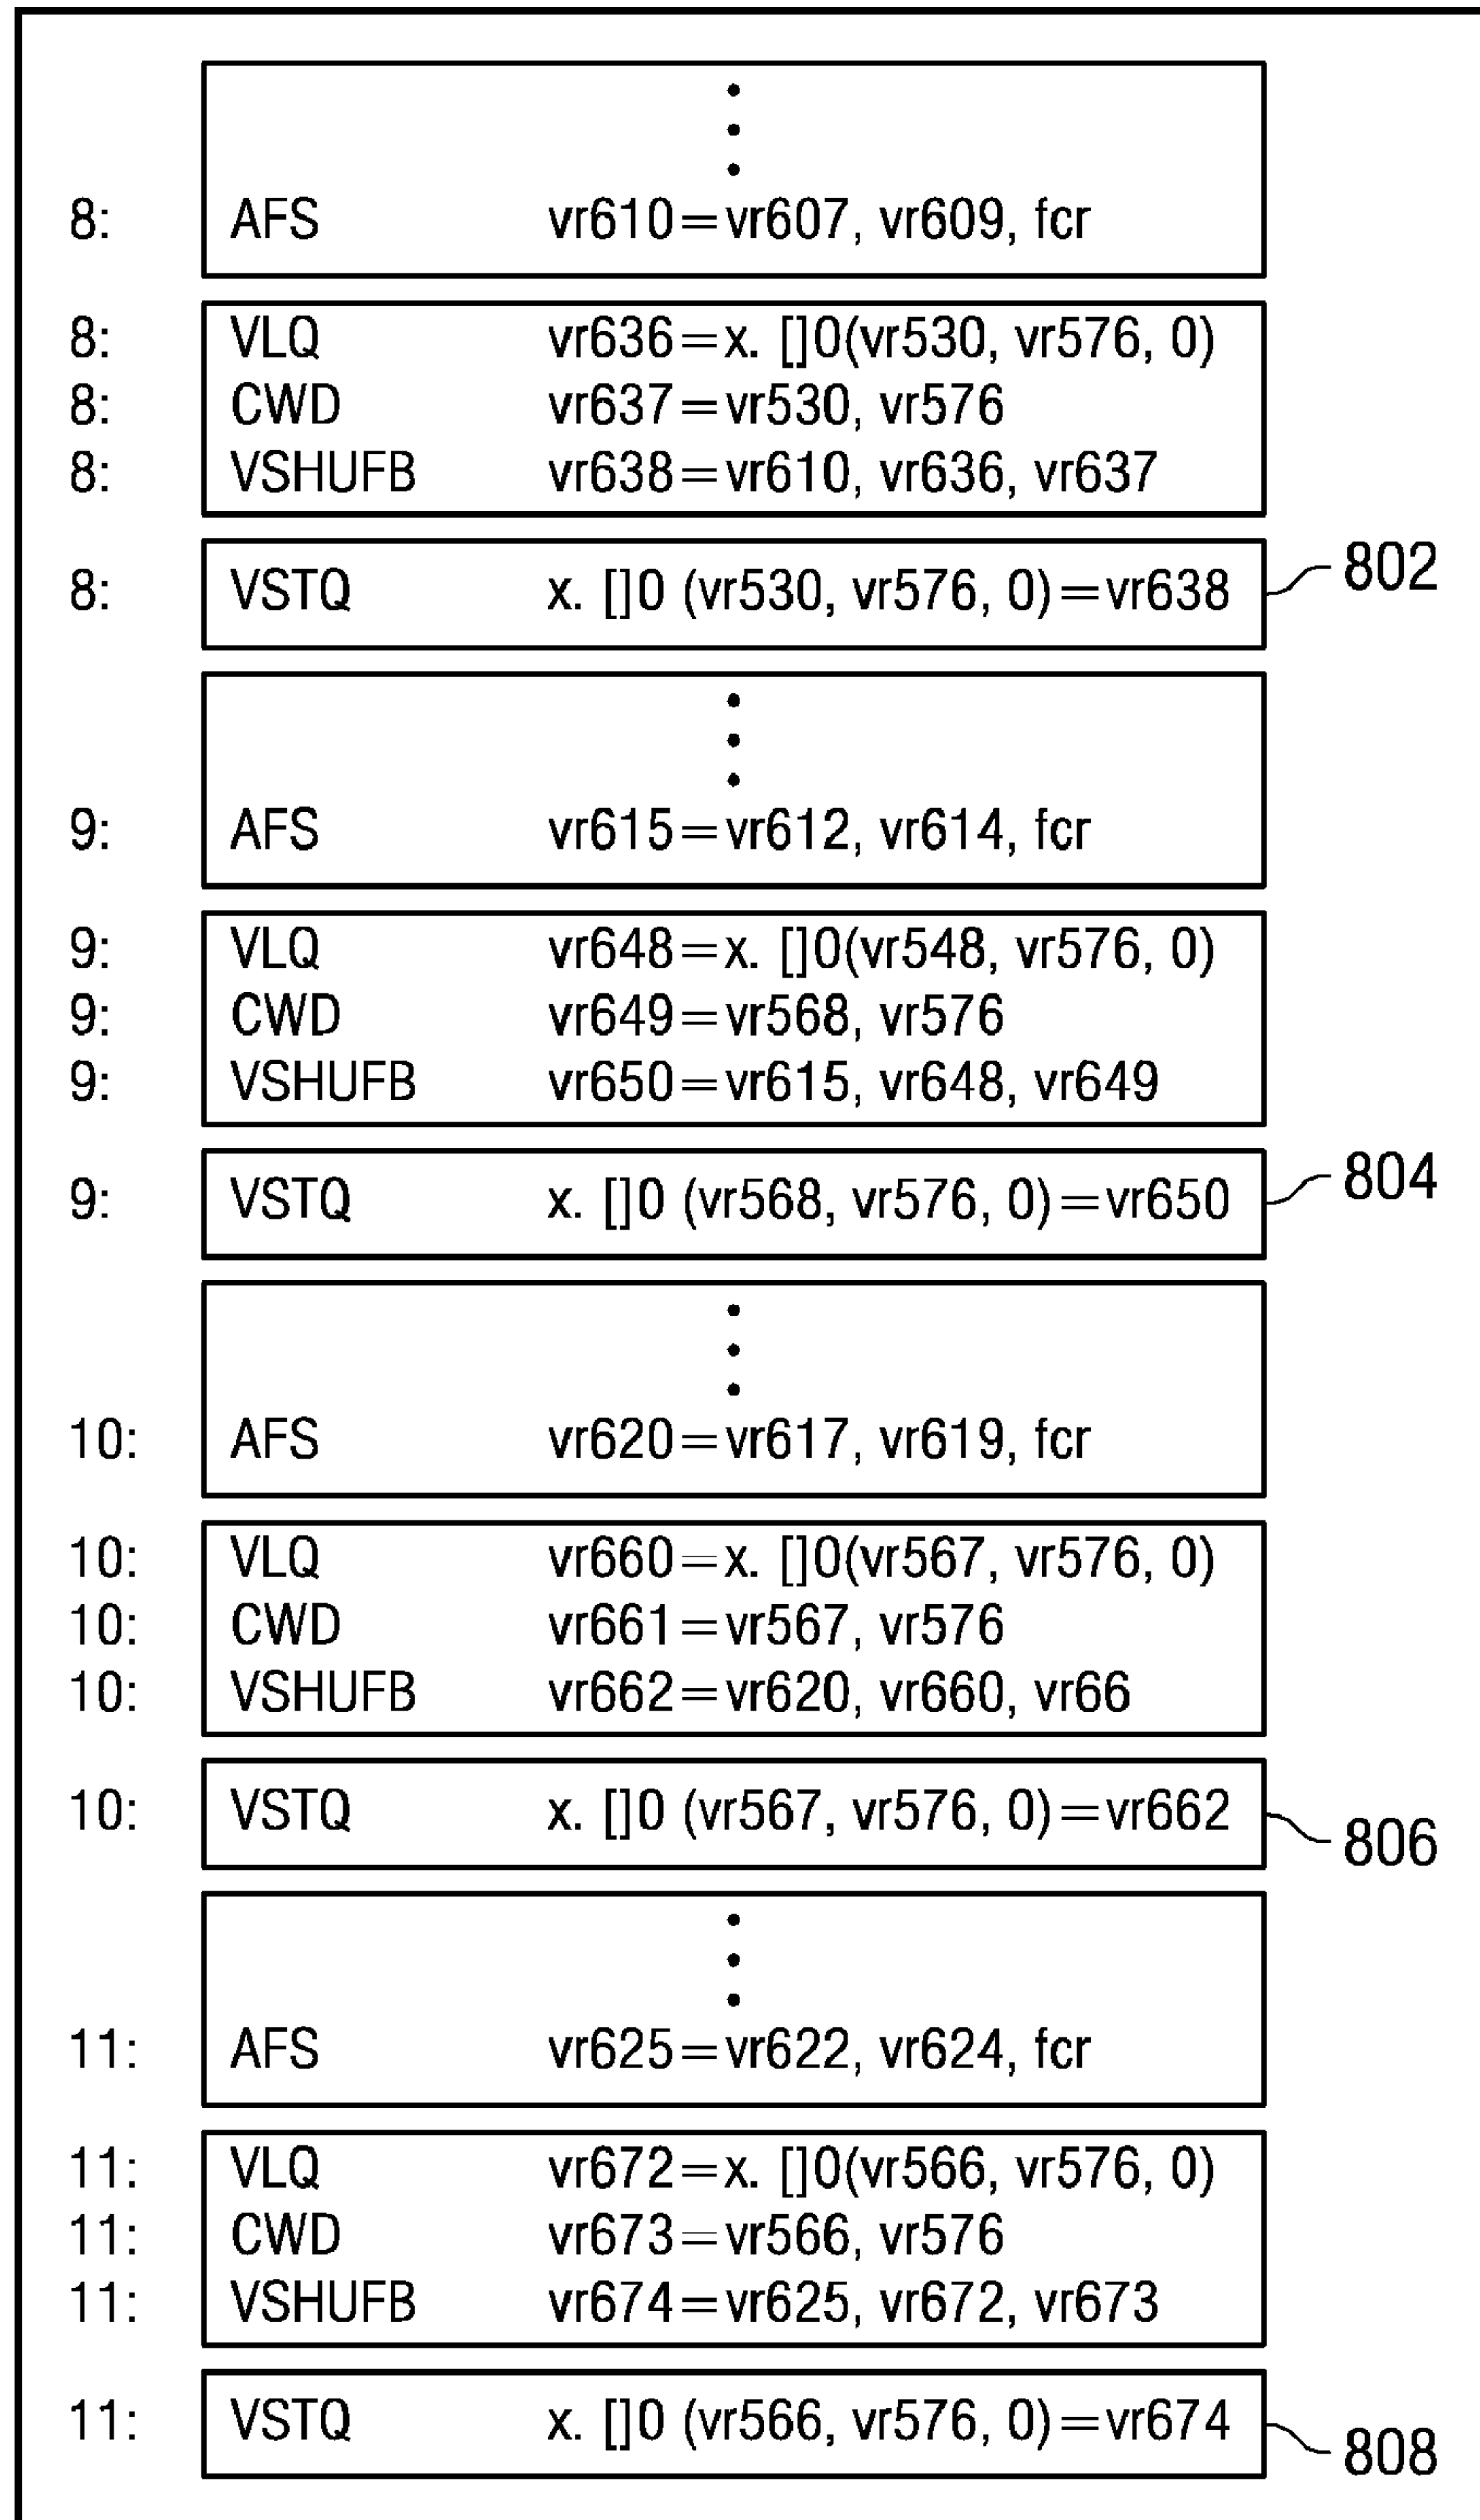 8: AFS vr610=vr607, vr609, fcr
8: VLQ vr636=x. []0(vr530, vr576, 0)
8: CWD vr637=vr530, vr576
8: VSHUFB vr638=vr610, vr636, vr637
8: VSTQ x. []0 (vr530, vr576, 0)=vr638 802
9: AFS vr615=vr612, vr614, fcr
9: VLQ vr648=x. []0(vr548, vr576, 0)
9: CWD vr649=vr568, vr576
9: VSHUFB vr650=vr615, vr648, vr649
9: VSTQ x. []0 (vr568, vr576, 0)=vr650 804
10: AFS vr620=vr617, vr619, fcr
10: VLQ vr660=x. []0(vr567, vr576, 0)
10: CWD vr661=vr567, vr576
10: VSHUFB vr662=vr620, vr660, vr66
10: VSTQ x. []0 (vr567, vr576, 0)=vr662 806
11: AFS vr625=vr622, vr624, fcr
11: VLQ vr672=x. []0(vr566, vr576, 0)
11: CWD vr673=vr566, vr576
11: VSHUFB vr674=vr625, vr672, vr673
11: VSTQ x. []0 (vr566, vr576, 0)=vr674 808